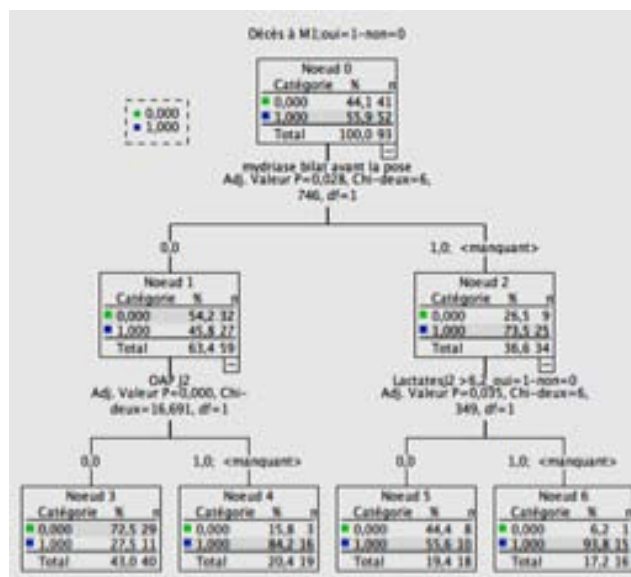 Décès à M1;oui=1-non=0
0,000
1,000
Noeud 0
Catégorie % n
0,000 44,1 41
1,000 55,9 52
Total 100,0 93
mydriase bilat avant la pose
Adj. Valeur P=0,028, Chi-deux=6,
746, df=1
0,0
1,0; <manquant>
Noeud 1
Catégorie % n
0,000 54,2 32
1,000 45,8 27
Total 63,4 59
Noeud 2
Catégorie % n
0,000 26,5 9
1,000 73,5 25
Total 36,6 34
OAP J2
Adj. Valeur P=0,000, Chi-
deux=16,691, df=1
LactatesJ2 >6,2 oui=1-non=0
Adj. Valeur P=0,035, Chi-deux=6,
349, df=1
0,0
1,0; <manquant>
0,0
1,0; <manquant>
Noeud 3
Catégorie % n
0,000 72,5 29
1,000 27,5 11
Total 43,0 40
Noeud 4
Catégorie % n
0,000 15,8 3
1,000 84,2 16
Total 20,4 19
Noeud 5
Catégorie % n
0,000 44,4 8
1,000 55,6 10
Total 19,4 18
Noeud 6
Catégorie % n
0,000 6,2 1
1,000 93,8 15
Total 17,2 16